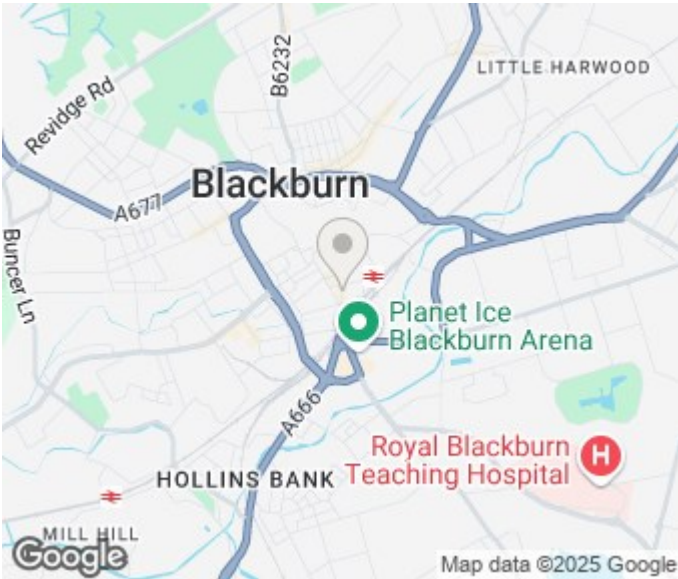 B6232
LITTLE HARWOOD
Revidge Rd
Blackburn
A677
Buncer Ln
Planet Ice
Blackburn Arena
A666
Royal Blackburn
Teaching Hospital
H
HOLLINS BANK
MILL HILL
Google
Map data ©2025 Google